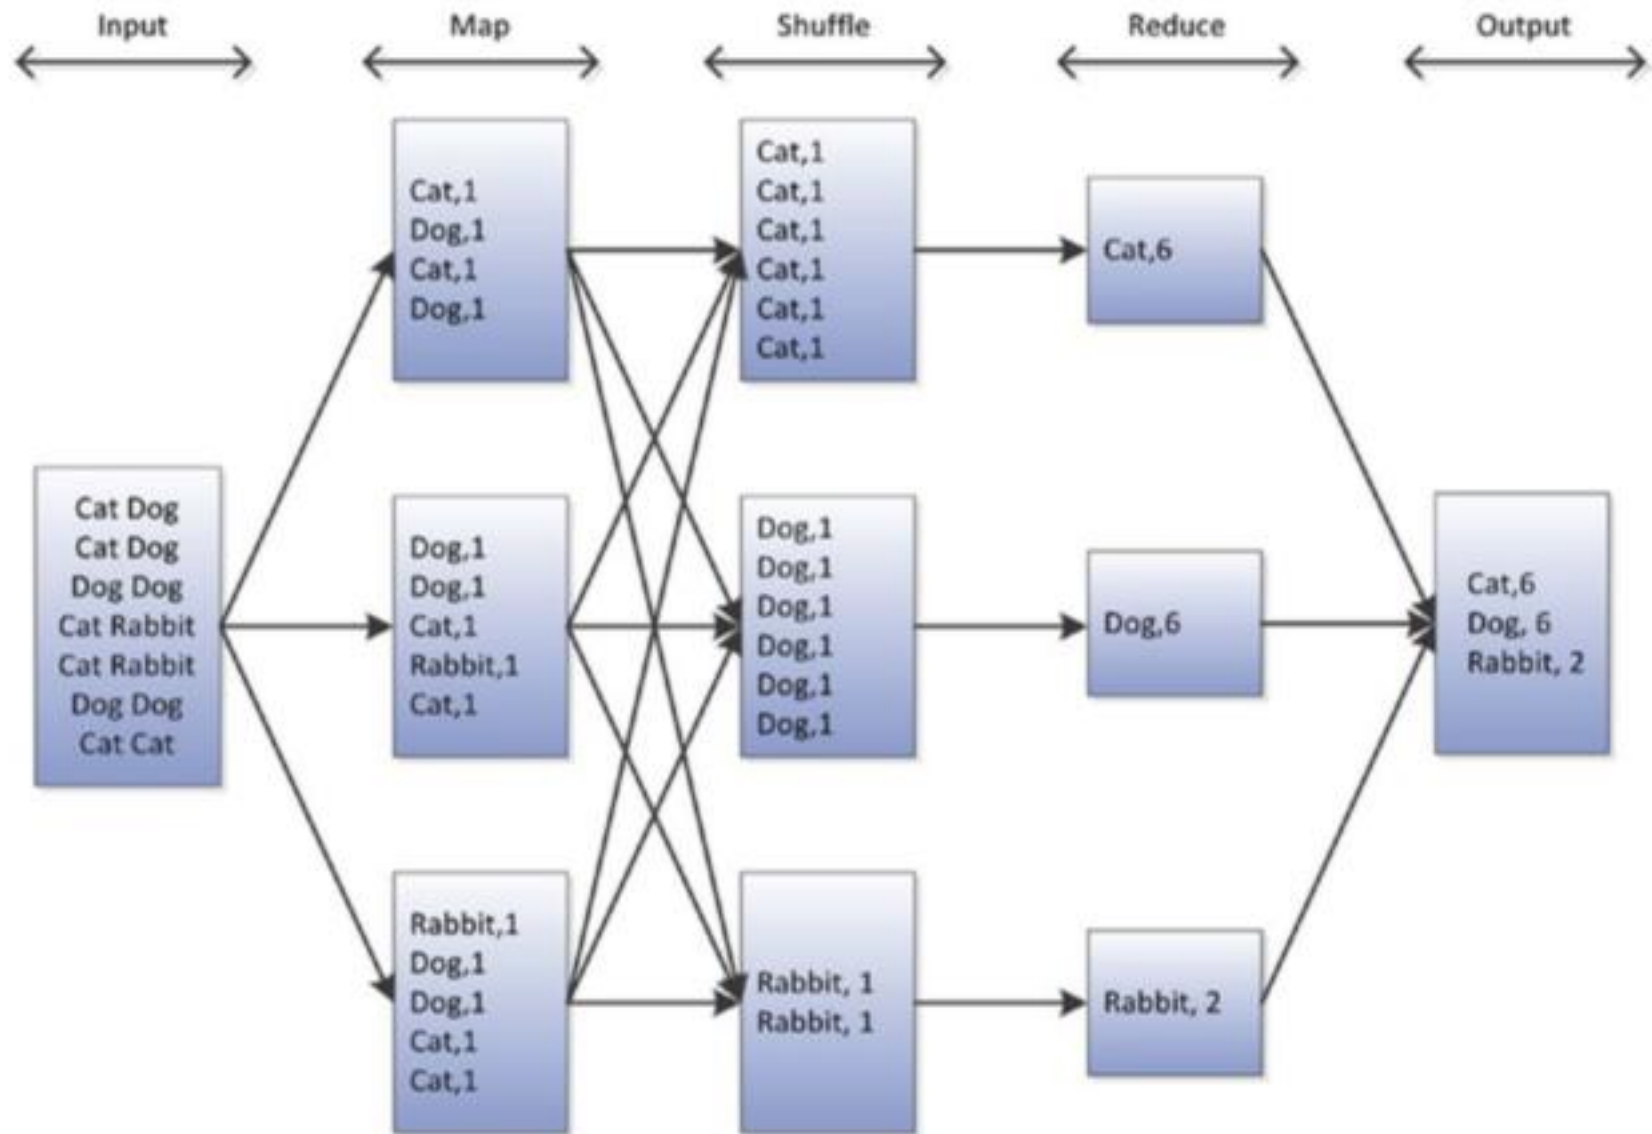 Input
Map
Shuffle
Reduce
Output
Cat Dog
Cat Dog
Dog Dog
Cat Rabbit
Cat Rabbit
Dog Dog
Cat Cat
Cat,1
Dog,1
Cat,1
Dog,1
Dog,1
Dog,1
Cat,1
Rabbit,1
Cat,1
Rabbit,1
Dog,1
Dog,1
Cat,1
Cat,1
Cat,1
Cat,1
Cat,1
Cat,1
Cat,1
Cat,1
Dog,1
Dog,1
Dog,1
Dog,1
Dog,1
Dog,1
Rabbit, 1
Rabbit, 1
Cat,6
Dog,6
Rabbit, 2
Cat,6
Dog, 6
Rabbit, 2